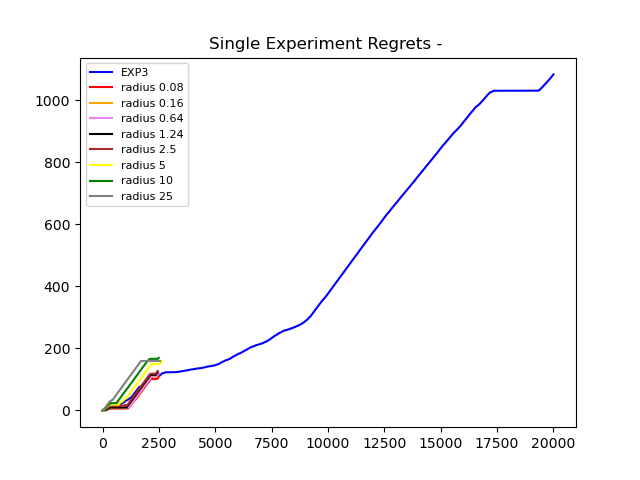 Single Experiment Regrets -
EXP3
radius 0.08
radius 0.16
radius 0.64
radius 1.24
radius 2.5
radius 5
radius 10
radius 25
1000
800
600
400
200
0
0 2500 5000 7500 10000 12500 15000 17500 20000